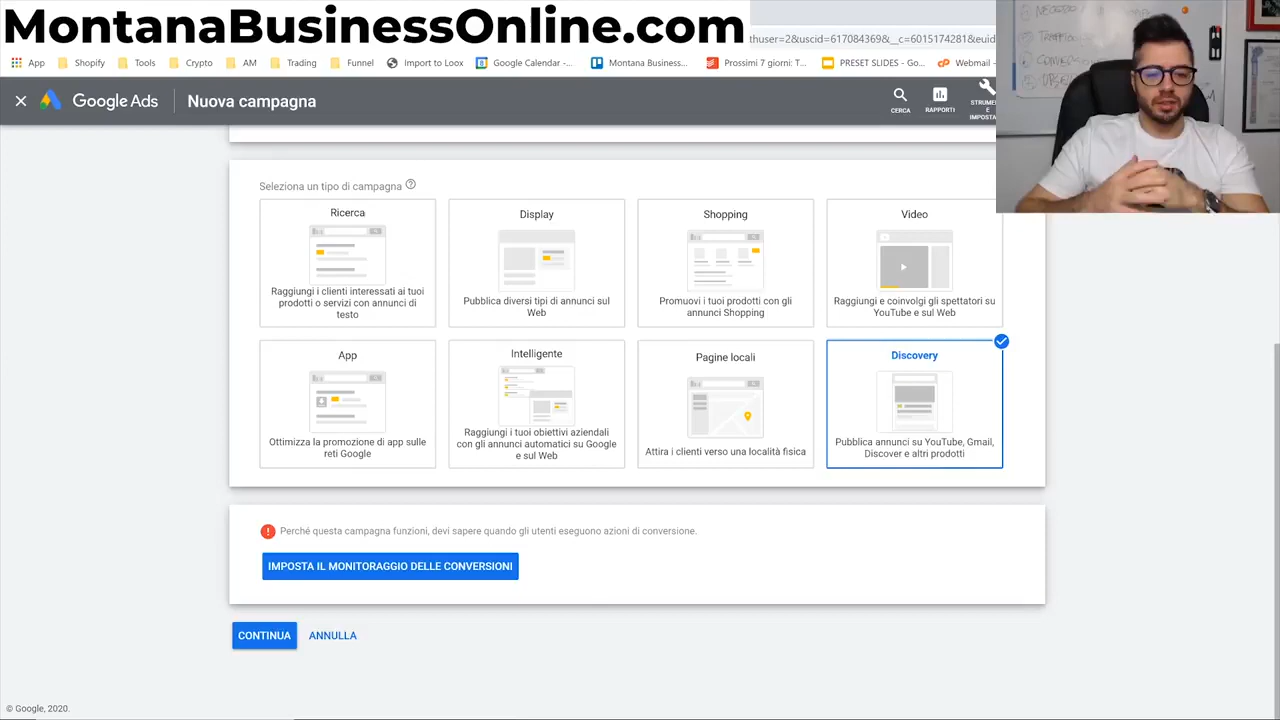 MontanaBusinessOnline.com
thuser=2&uscid=617084369&__c=6015174281&euid
App Shopify Tools Crypto AM Trading Funnel Import to Loox Google Calendar -... Montana Business... Prossimi 7 giorni: T... PRESET SLIDES - Go... Webmail
Google Ads Nuova campagna
CERCA
RAPPORTI
STRUME
E
IMPOSTA
Seleziona un tipo di campagna
Ricerca
Raggiungi i clienti interessati ai tuoi
prodotti o servizi con annunci di
testo
Display
Pubblica diversi tipi di annunci sul
Web
Shopping
Promuovi i tuoi prodotti con gli
annunci Shopping
Video
Raggiungi e coinvolgi gli spettatori su
YouTube e sul Web
App
Ottimizza la promozione di app sulle
reti Google
Intelligente
Raggiungi i tuoi obiettivi aziendali
con gli annunci automatici su Google
e sul Web
Pagine locali
Attira i clienti verso una località fisica
Discovery
Pubblica annunci su YouTube, Gmail,
Discover e altri prodotti
Perché questa campagna funzioni, devi sapere quando gli utenti eseguono azioni di conversione.
IMPOSTA IL MONITORAGGIO DELLE CONVERSIONI
CONTINUA ANNULLA
© Google, 2020.